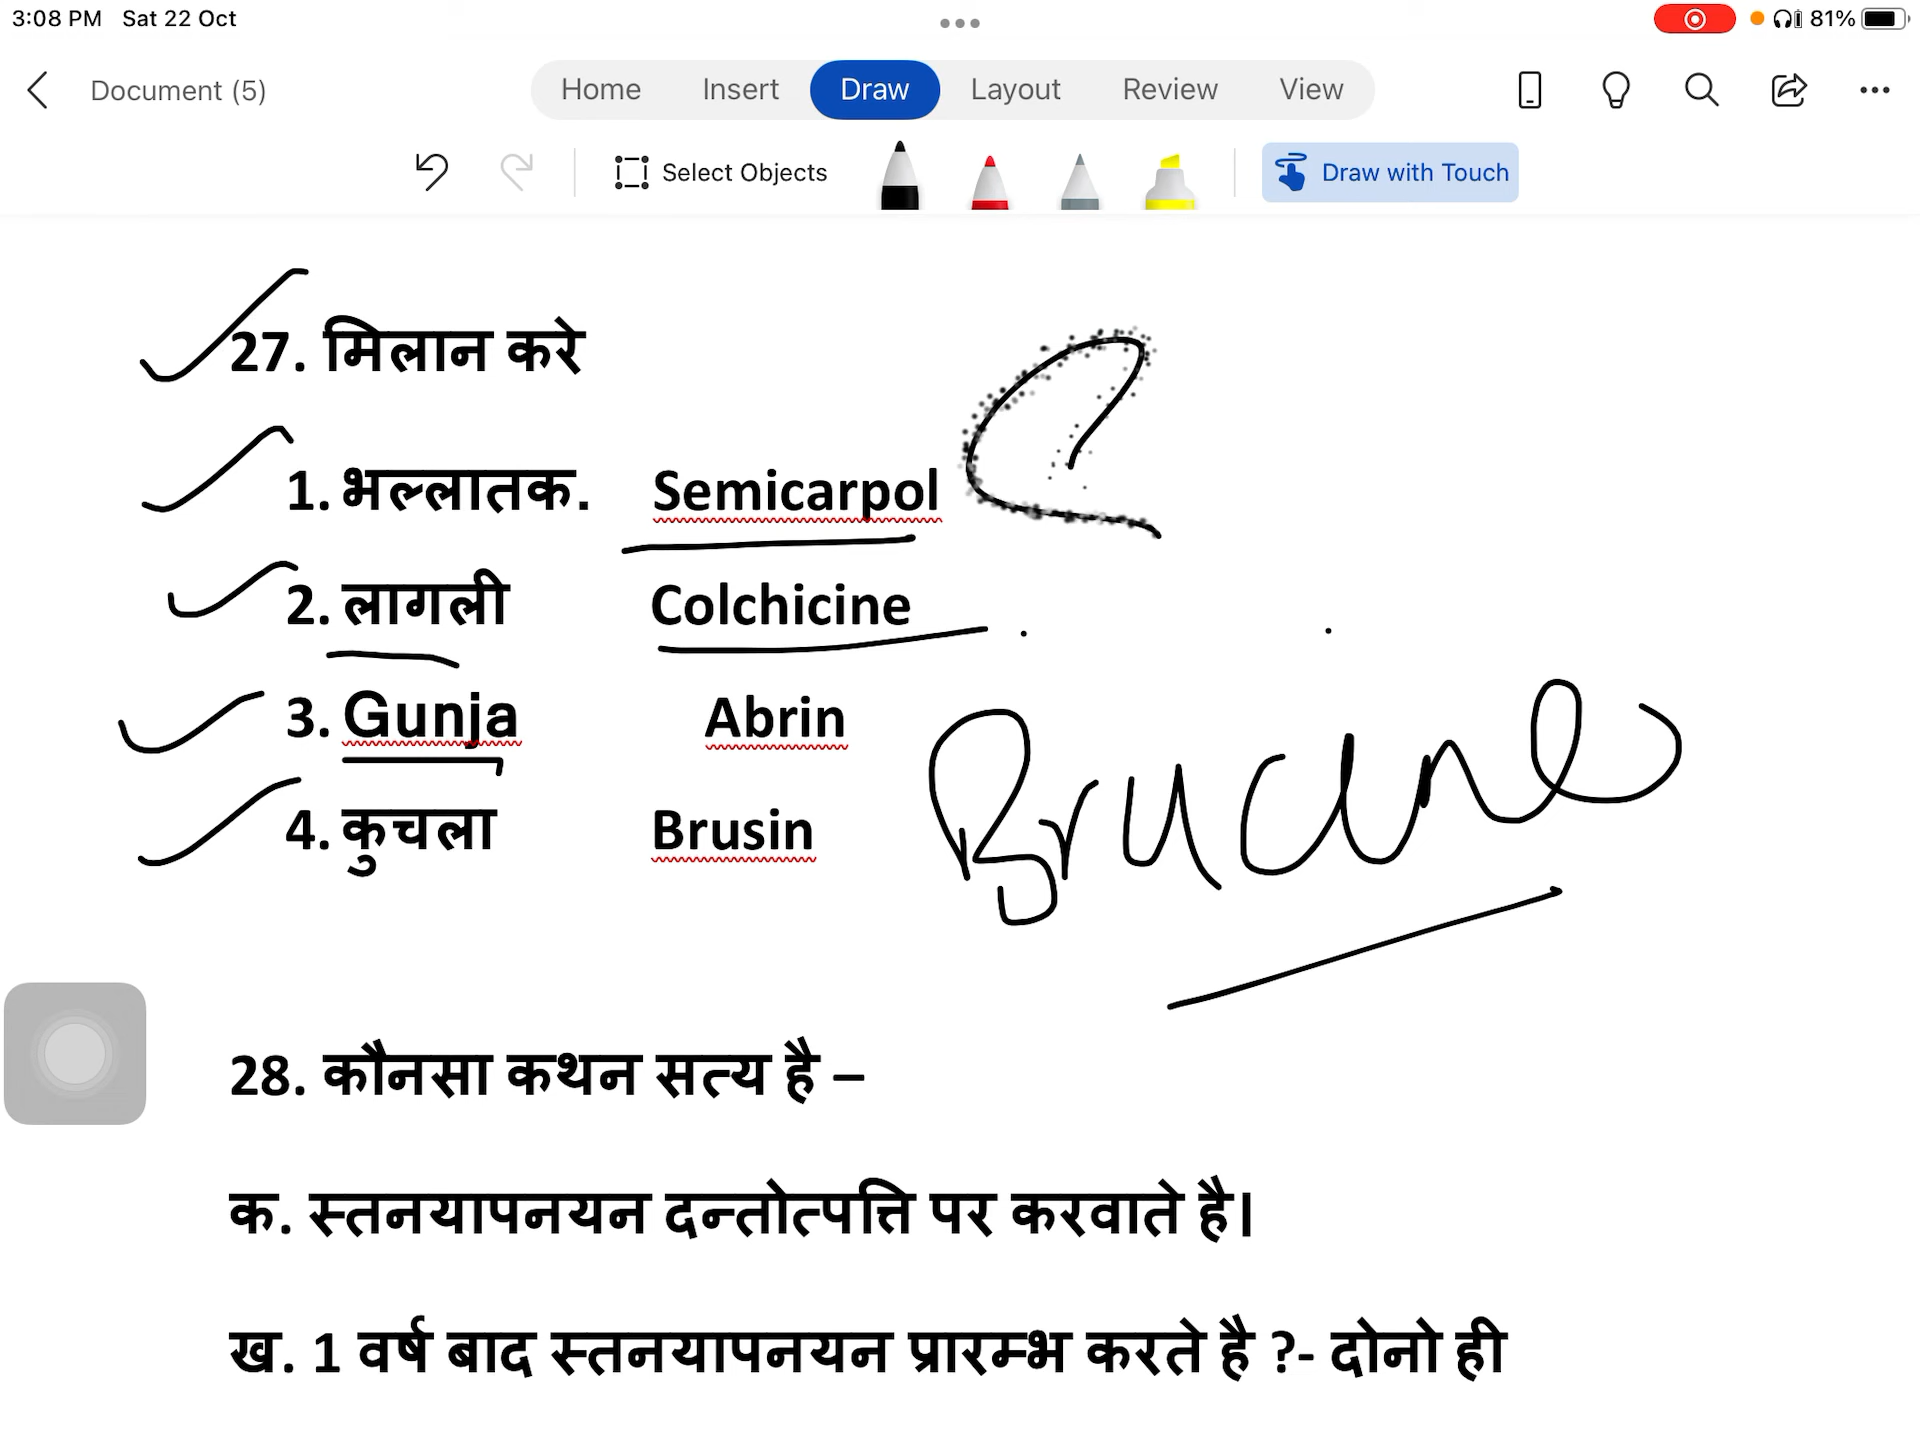 3:08 PM Sat 22 Oct 81%
Document (5) Home Insert Draw Layout Review View
Select Objects Draw with Touch
27. मिलान करे
1. भल्लातक. Semicarpol
2. लागली Colchicine
3. Gunja Abrin
4. कुचला Brusin Brucine
28. कौनसा कथन सत्य है –
क. स्तनयापनयन दन्तोत्पत्ति पर करवाते है।
ख. 1 वर्ष बाद स्तनयापनयन प्रारम्भ करते है ?- दोनो ही